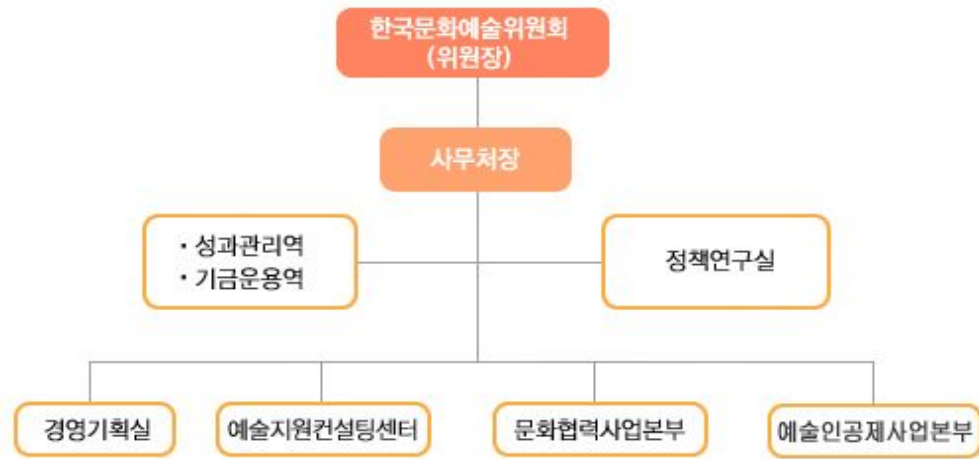 한국문화예술위원회
(위원장)
사무처장
・성과관리역
・기금운용역
정책연구실
경영기획실
예술지원컨설팅센터
문화협력사업본부
예술인공제사업본부